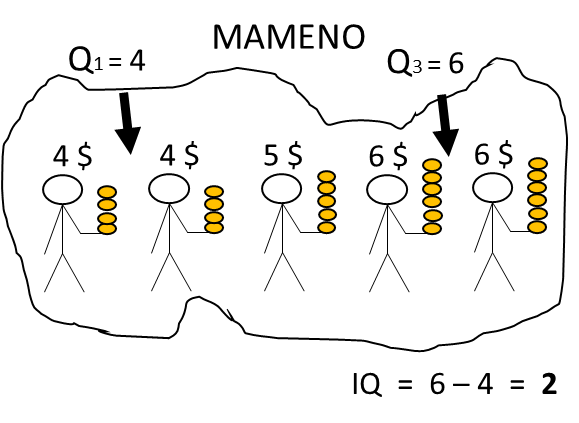 MAMENO
Q1 = 4 Q3 = 6
4 $ 4 $ 5 $ 6 $ 6 $
IQ = 6 – 4 = 2